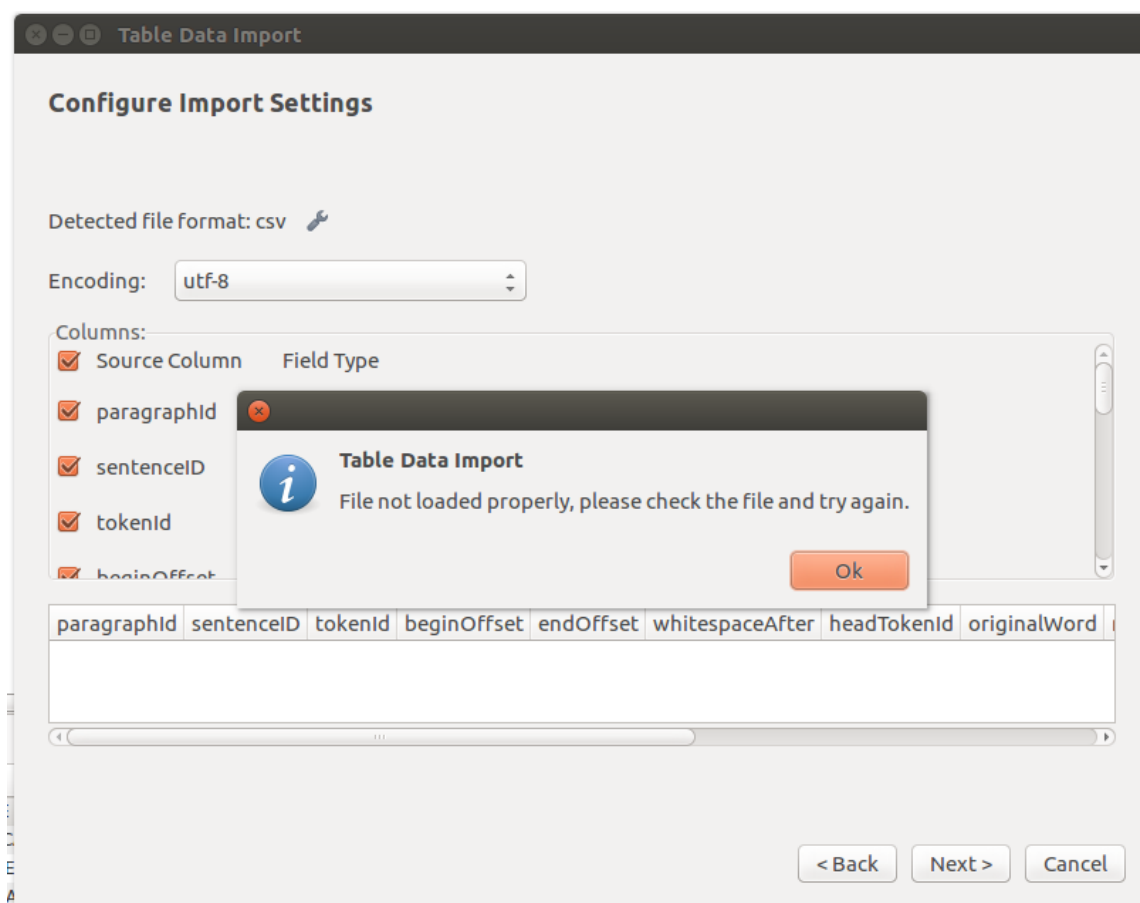 Table Data Import
Configure Import Settings
Detected file format: csv
Encoding: utf-8
Columns:
Source Column Field Type
paragraphId
sentenceID
tokenId
beginOffset
Table Data Import
File not loaded properly, please check the file and try again.
Ok
paragraphId sentenceID tokenId beginOffset endOffset whitespaceAfter headTokenId originalWord
< Back Next > Cancel